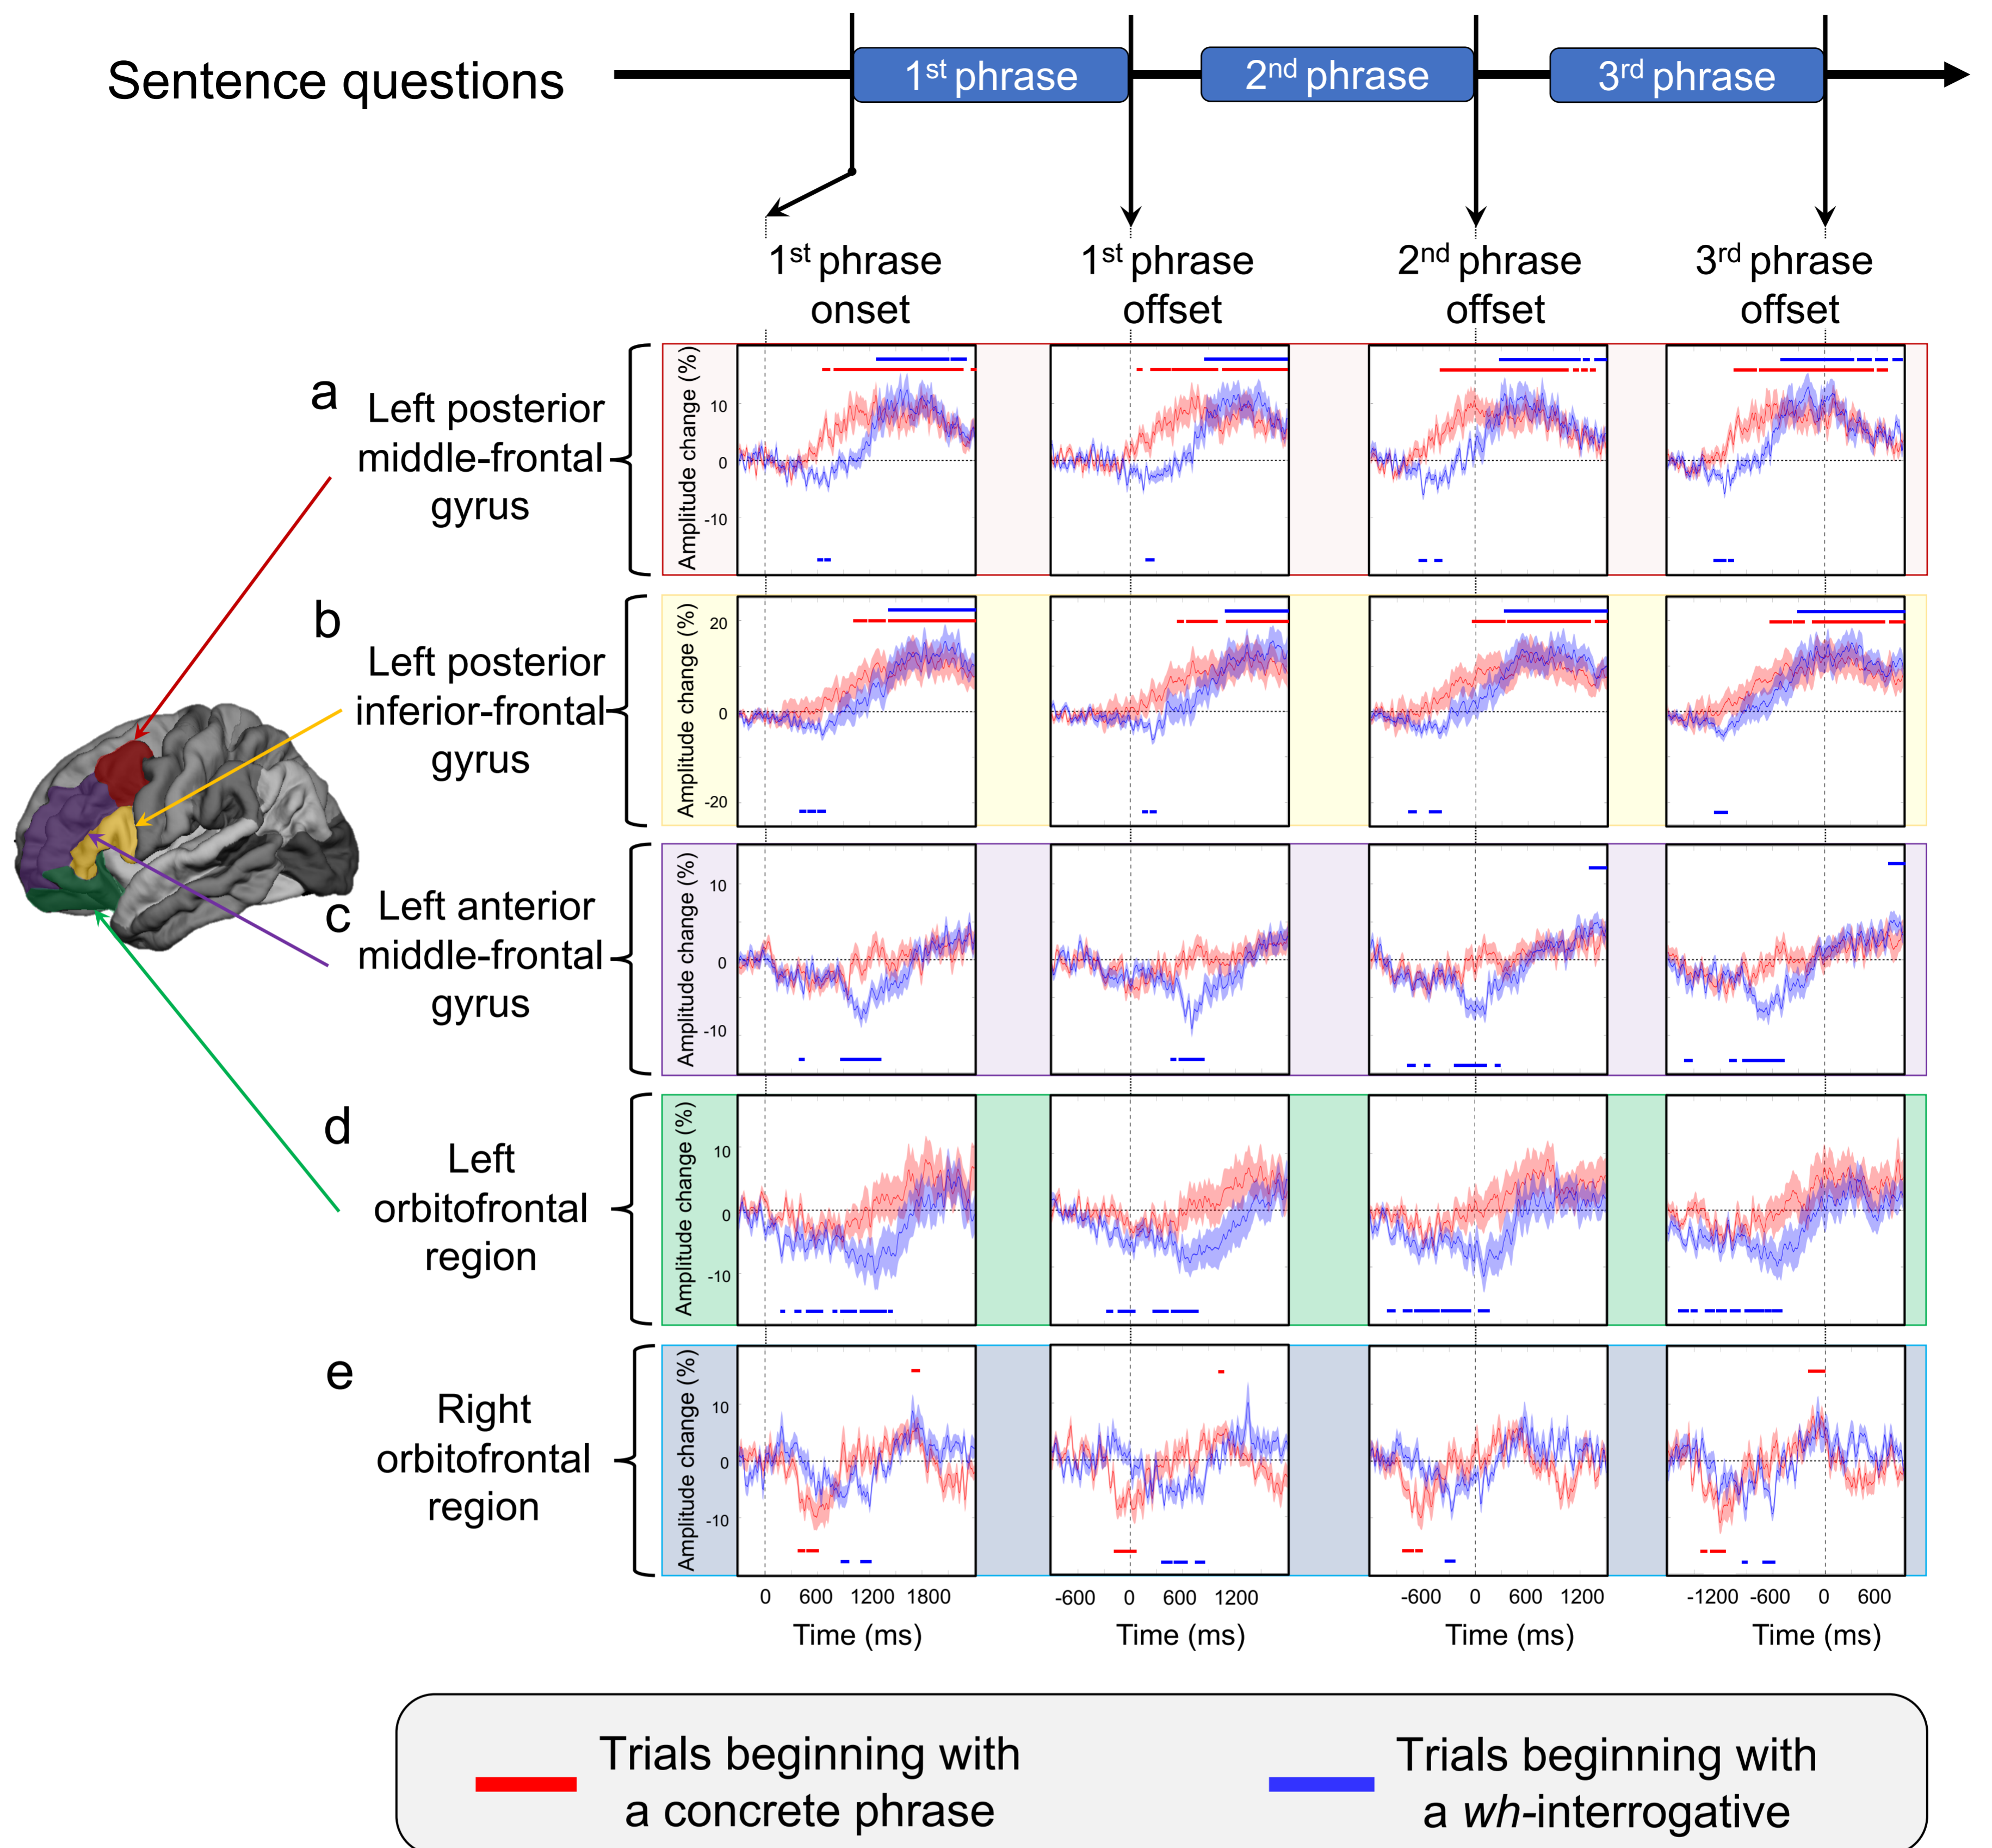 Sentence questions
1st phrase
2nd phrase
3rd phrase
1st phrase
onset
1st phrase
offset
2nd phrase
offset
3rd phrase
offset
a
Left posterior
middle-frontal
gyrus
Amplitude change (%)
10
0
-10
b
Left posterior
inferior-frontal
gyrus
Amplitude change (%)
20
0
-20
c
Left anterior
middle-frontal
gyrus
Amplitude change (%)
10
0
-10
d
Left
orbitofrontal
region
Amplitude change (%)
10
0
-10
e
Right
orbitofrontal
region
Amplitude change (%)
10
0
-10
0 600 1200 1800
-600 0 600 1200
-600 0 600 1200
-1200 -600 0 600
Time (ms)
Time (ms)
Time (ms)
Time (ms)
Trials beginning with
a concrete phrase
Trials beginning with
a wh-interrogative